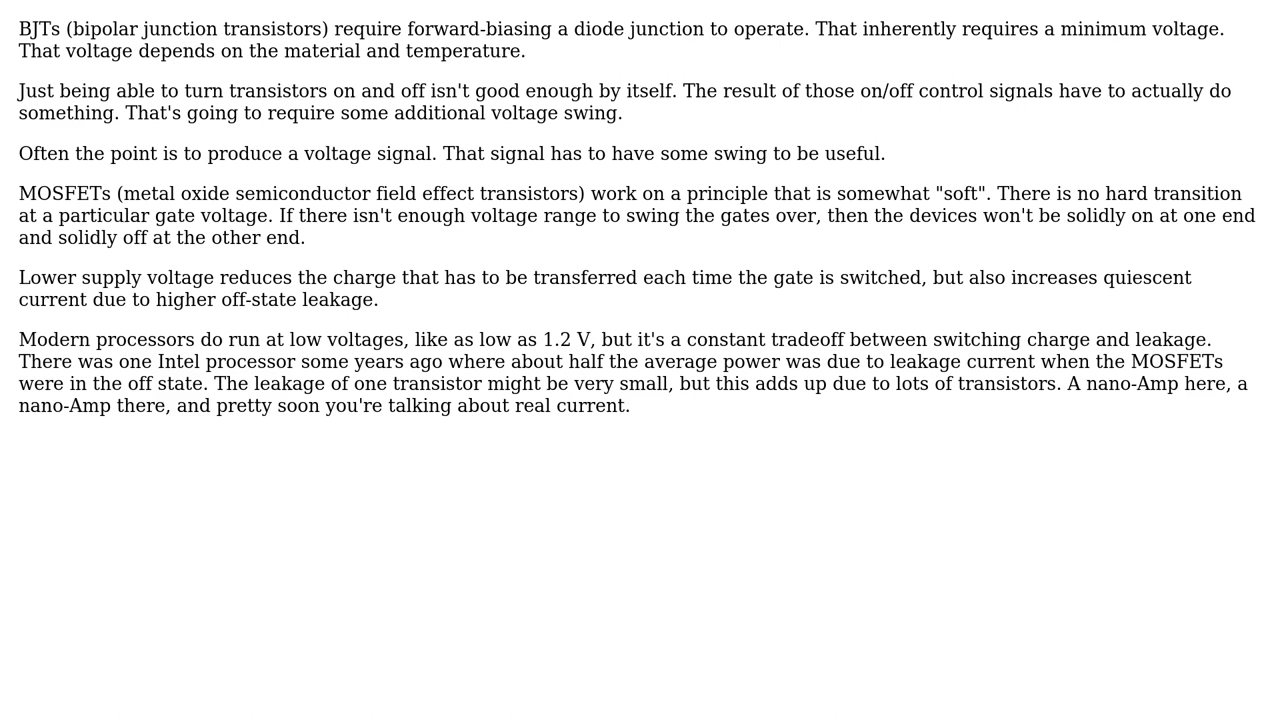 BJTs (bipolar junction transistors) require forward-biasing a diode junction to operate. That inherently requires a minimum voltage.
That voltage depends on the material and temperature.
Just being able to turn transistors on and off isn't good enough by itself. The result of those on/off control signals have to actually do
something. That's going to require some additional voltage swing.
Often the point is to produce a voltage signal. That signal has to have some swing to be useful.
MOSFETs (metal oxide semiconductor field effect transistors) work on a principle that is somewhat "soft". There is no hard transition
at a particular gate voltage. If there isn't enough voltage range to swing the gates over, then the devices won't be solidly on at one end
and solidly off at the other end.
Lower supply voltage reduces the charge that has to be transferred each time the gate is switched, but also increases quiescent
current due to higher off-state leakage.
Modern processors do run at low voltages, like as low as 1.2 V, but it's a constant tradeoff between switching charge and leakage.
There was one Intel processor some years ago where about half the average power was due to leakage current when the MOSFETs
were in the off state. The leakage of one transistor might be very small, but this adds up due to lots of transistors. A nano-Amp here, a
nano-Amp there, and pretty soon you're talking about real current.